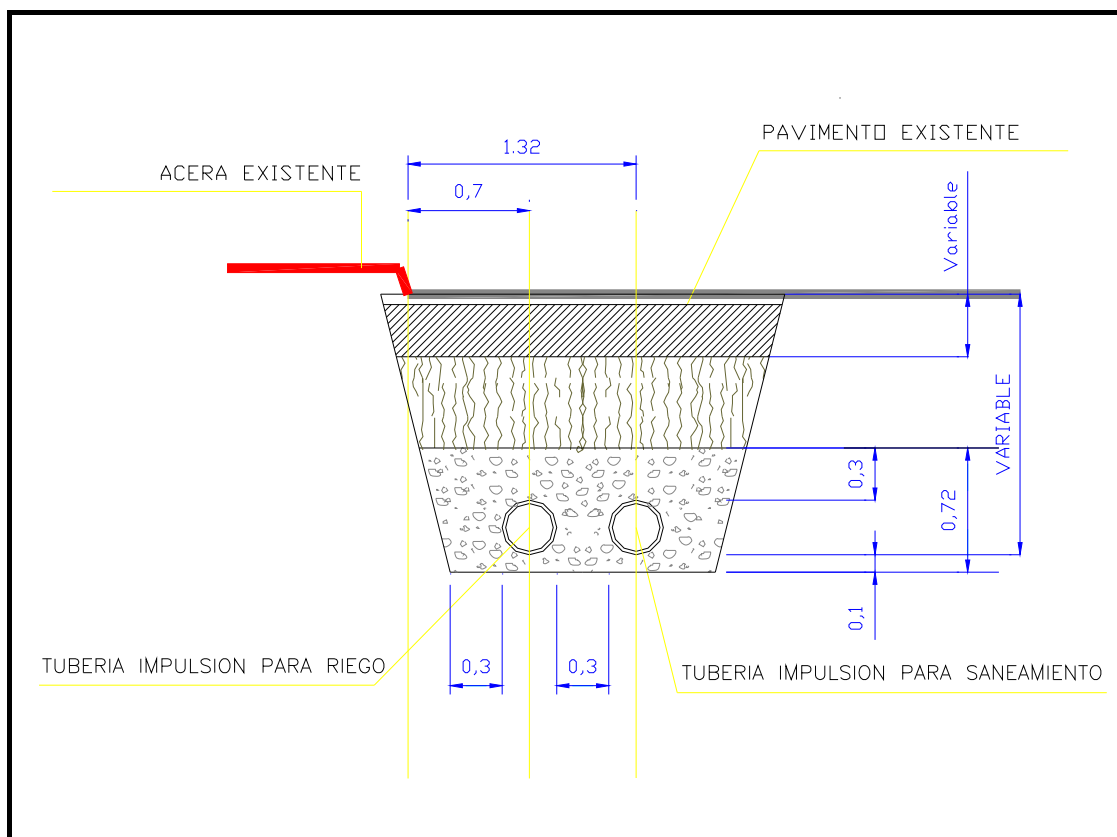 PAVIMENTO EXISTENTE
1.32
ACERA EXISTENTE
0,7
Variable
VARIABLE
0,3
0,72
0,1
TUBERIA IMPULSION PARA RIEGO
0,3
0,3
TUBERIA IMPULSION PARA SANEAMIENTO